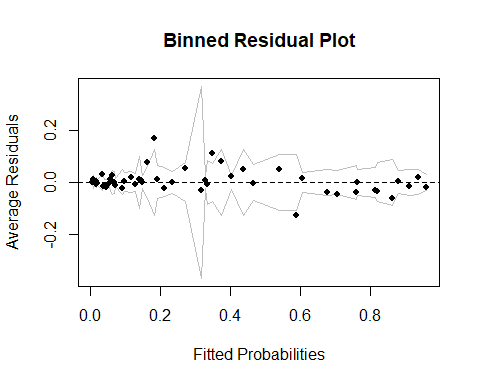 Binned Residual Plot
Average Residuals
0.2
0.0
-0.2
0.0 0.2 0.4 0.6 0.8
Fitted Probabilities